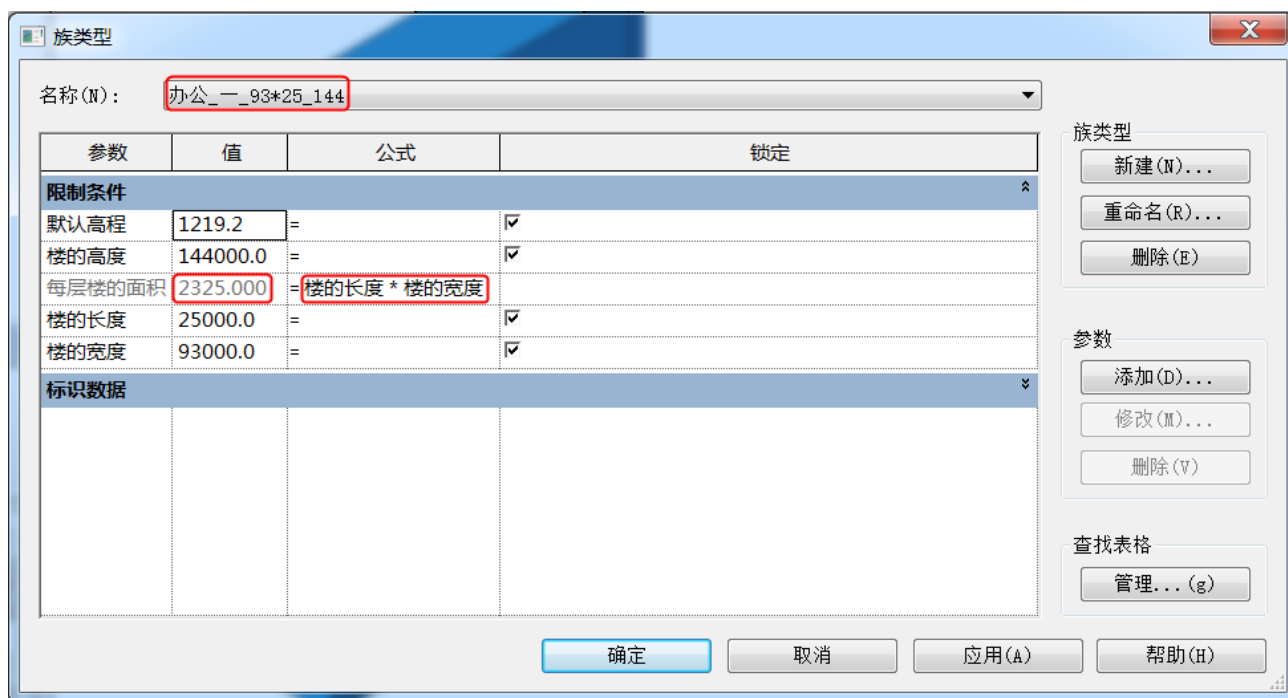 族类型
名称(N): 办公_一_93*25_144
参数 值 公式 锁定
限制条件
默认高程 1219.2 =
楼的高度 144000.0 =
每层楼的面积 2325.000 =楼的长度 * 楼的宽度
楼的长度 25000.0 =
楼的宽度 93000.0 =
标识数据
族类型
新建(N)...
重命名(R)...
删除(E)
参数
添加(D)...
修改(M)...
删除(V)
查找表格
管理...(g)
确定 取消 应用(A) 帮助(H)